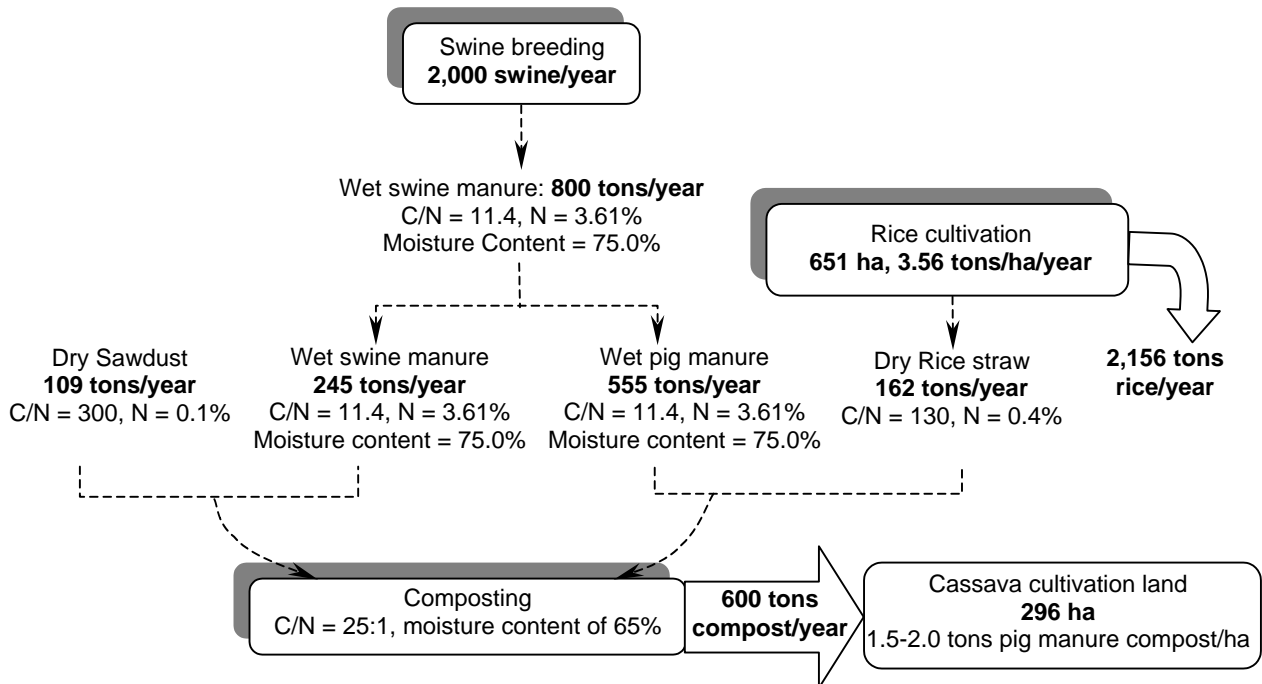 Swine breeding
2,000 swine/year
Wet swine manure: 800 tons/year
C/N = 11.4, N = 3.61%
Moisture Content = 75.0%
Rice cultivation
651 ha, 3.56 tons/ha/year
Dry Sawdust
109 tons/year
C/N = 300, N = 0.1%
Wet swine manure
245 tons/year
C/N = 11.4, N = 3.61%
Moisture content = 75.0%
Wet pig manure
555 tons/year
C/N = 11.4, N = 3.61%
Moisture content = 75.0%
Dry Rice straw
162 tons/year
C/N = 130, N = 0.4%
2,156 tons
rice/year
Composting
C/N = 25:1, moisture content of 65%
600 tons
compost/year
Cassava cultivation land
296 ha
1.5-2.0 tons pig manure compost/ha